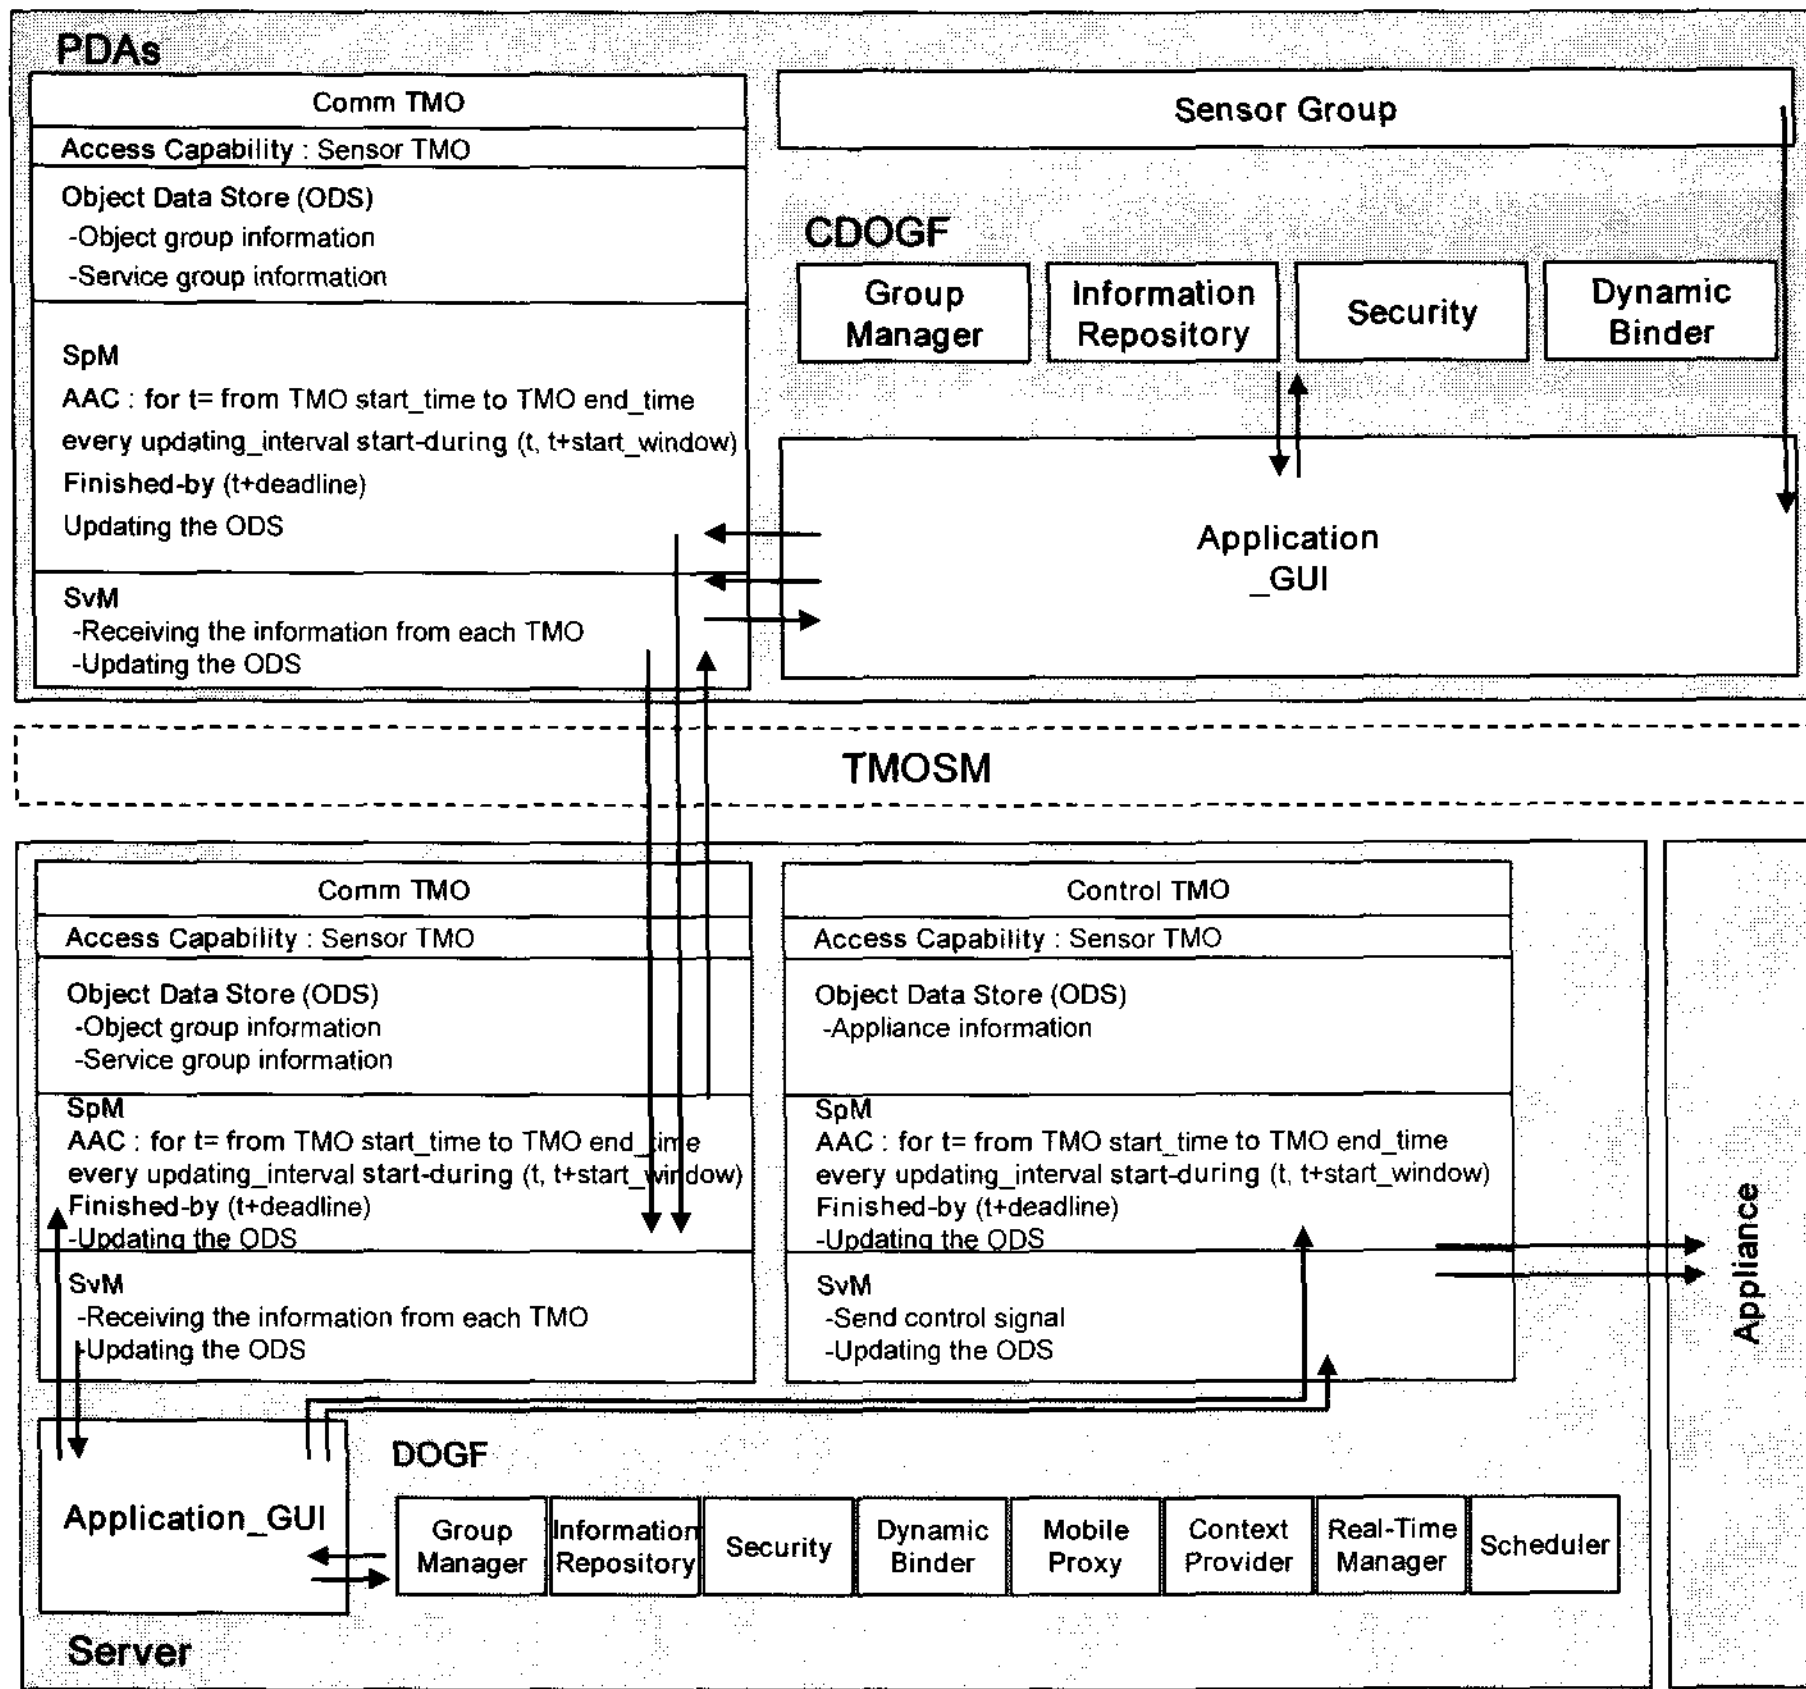 PDAs
Comm TMO
Access Capability : Sensor TMO
Object Data Store (ODS)
-Object group information
-Service group information
SpM
AAC : for t= from TMO start_time to TMO end_time
every updating_interval start-during (t, t+start_window)
Finished-by (t+deadline)
Updating the ODS
SvM
-Receiving the information from each TMO
-Updating the ODS
Sensor Group
CDOGF
Group
Manager
Information
Repository
Security
Dynamic
Binder
Application
_GUI
TMOSM
Comm TMO
Access Capability : Sensor TMO
Object Data Store (ODS)
-Object group information
-Service group information
SpM
AAC : for t= from TMO start_time to TMO end_time
every updating_interval start-during (t, t+start_window)
Finished-by (t+deadline)
-Updating the ODS
SvM
-Receiving the information from each TMO
-Updating the ODS
Control TMO
Access Capability : Sensor TMO
Object Data Store (ODS)
-Appliance information
SpM
AAC : for t= from TMO start_time to TMO end_time
every updating_interval start-during (t, t+start_window)
Finished-by (t+deadline)
-Updating the ODS
SvM
-Send control signal
-Updating the ODS
Appliance
Application_GUI
DOGF
Group
Manager
Information
Repository
Security
Dynamic
Binder
Mobile
Proxy
Context
Provider
Real-Time
Manager
Scheduler
Server